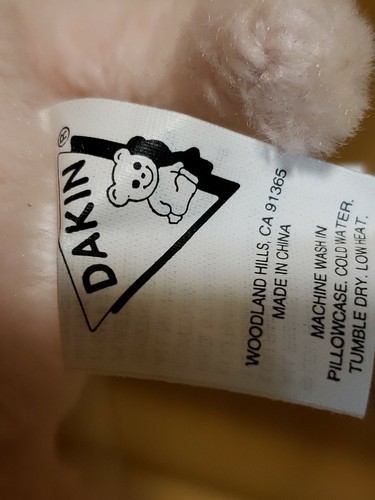 DAKIN
®
WOODLAND HILLS, CA 91365
MADE IN CHINA
MACHINE WASH IN
PILLOWCASE. COLD WATER.
TUMBLE DRY. LOW HEAT.